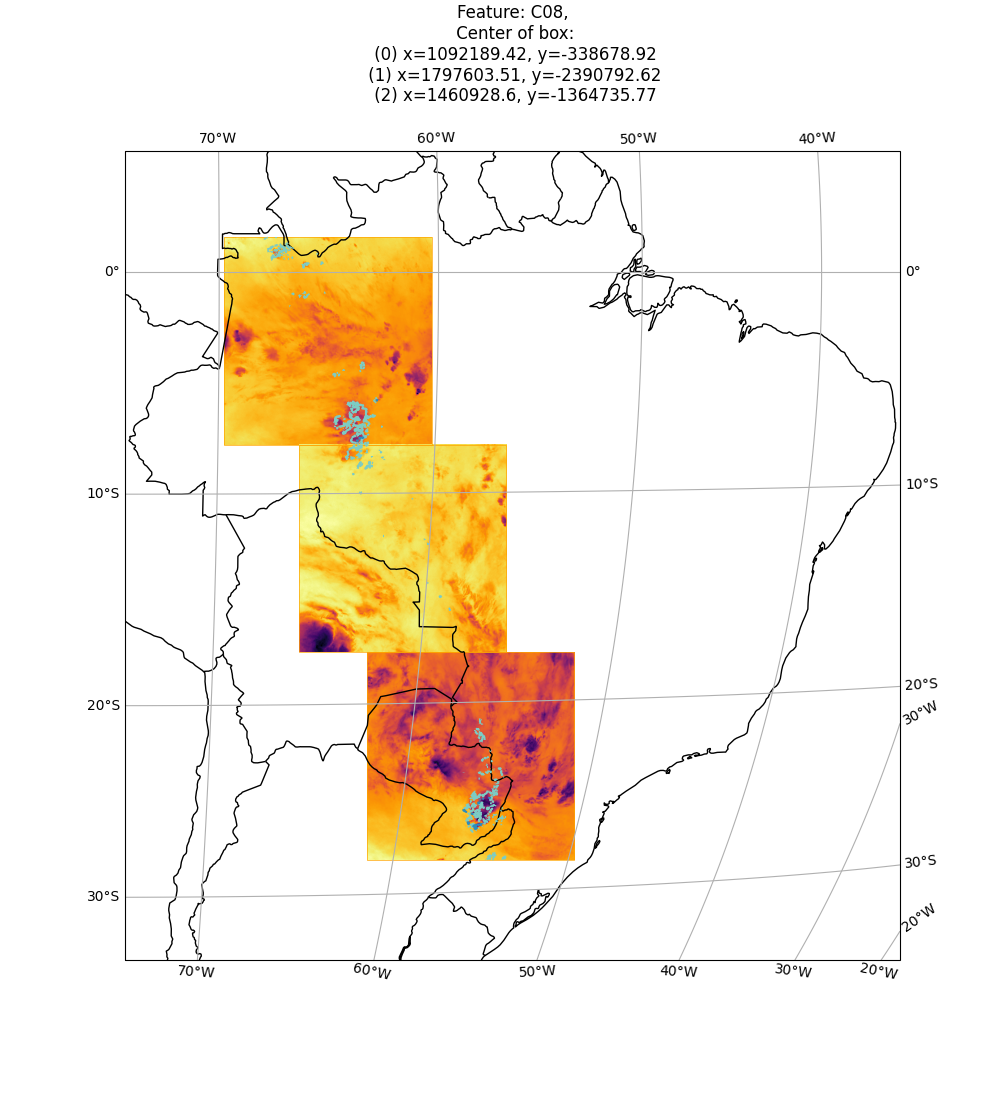 Feature: C08,
Center of box:
(0) x=1092189.42, y=-338678.92
(1) x=1797603.51, y=-2390792.62
(2) x=1460928.6, y=-1364735.77
70°W 60°W 50°W 40°W
0° 0°
10°S 10°S
20°S 20°S
30°W
30°S 30°S
20°W
70°W 60°W 50°W 40°W 30°W 20°W